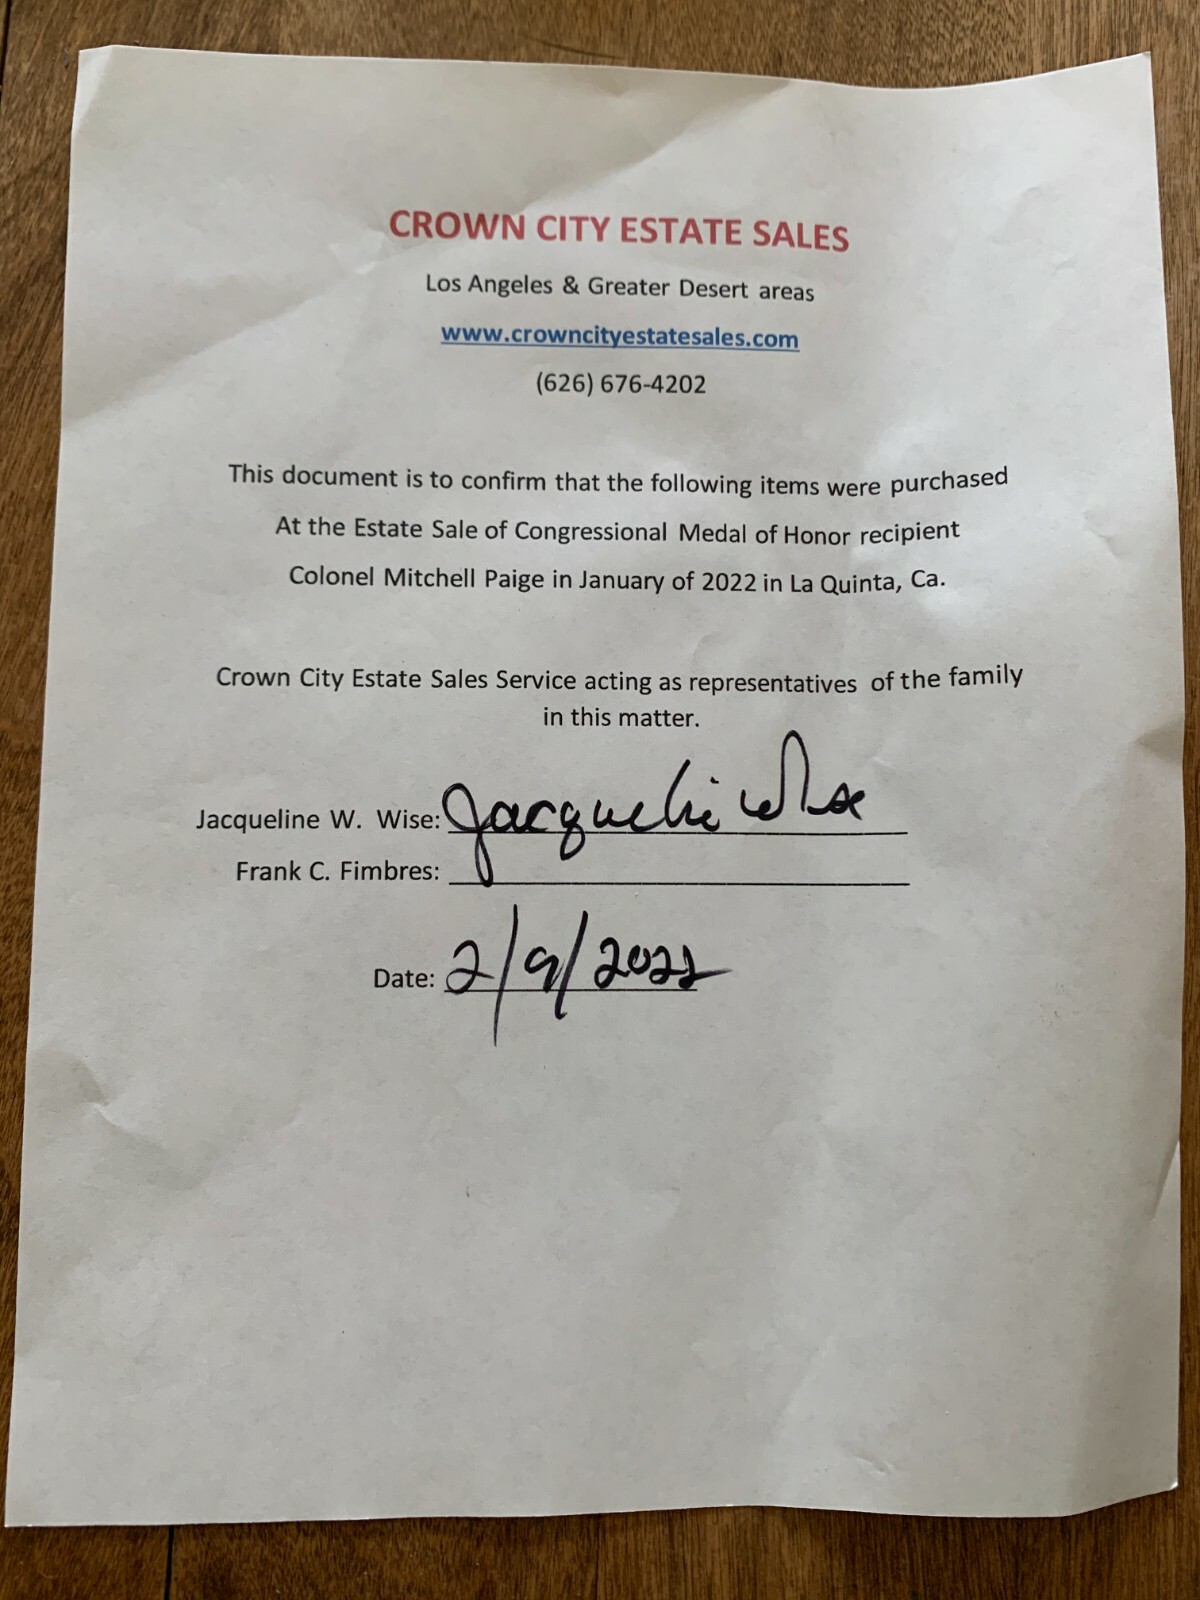 CROWN CITY ESTATE SALES
Los Angeles & Greater Desert areas
www.crowncityestatesales.com
(626) 676-4202
This document is to confirm that the following items were purchased
At the Estate Sale of Congressional Medal of Honor recipient
Colonel Mitchell Paige in January of 2022 in La Quinta, Ca.
Crown City Estate Sales Service acting as representatives of the family
in this matter.
Jacqueline W. Wise: Jacqueline Wise
Frank C. Fimbres:
Date: 2/9/2022